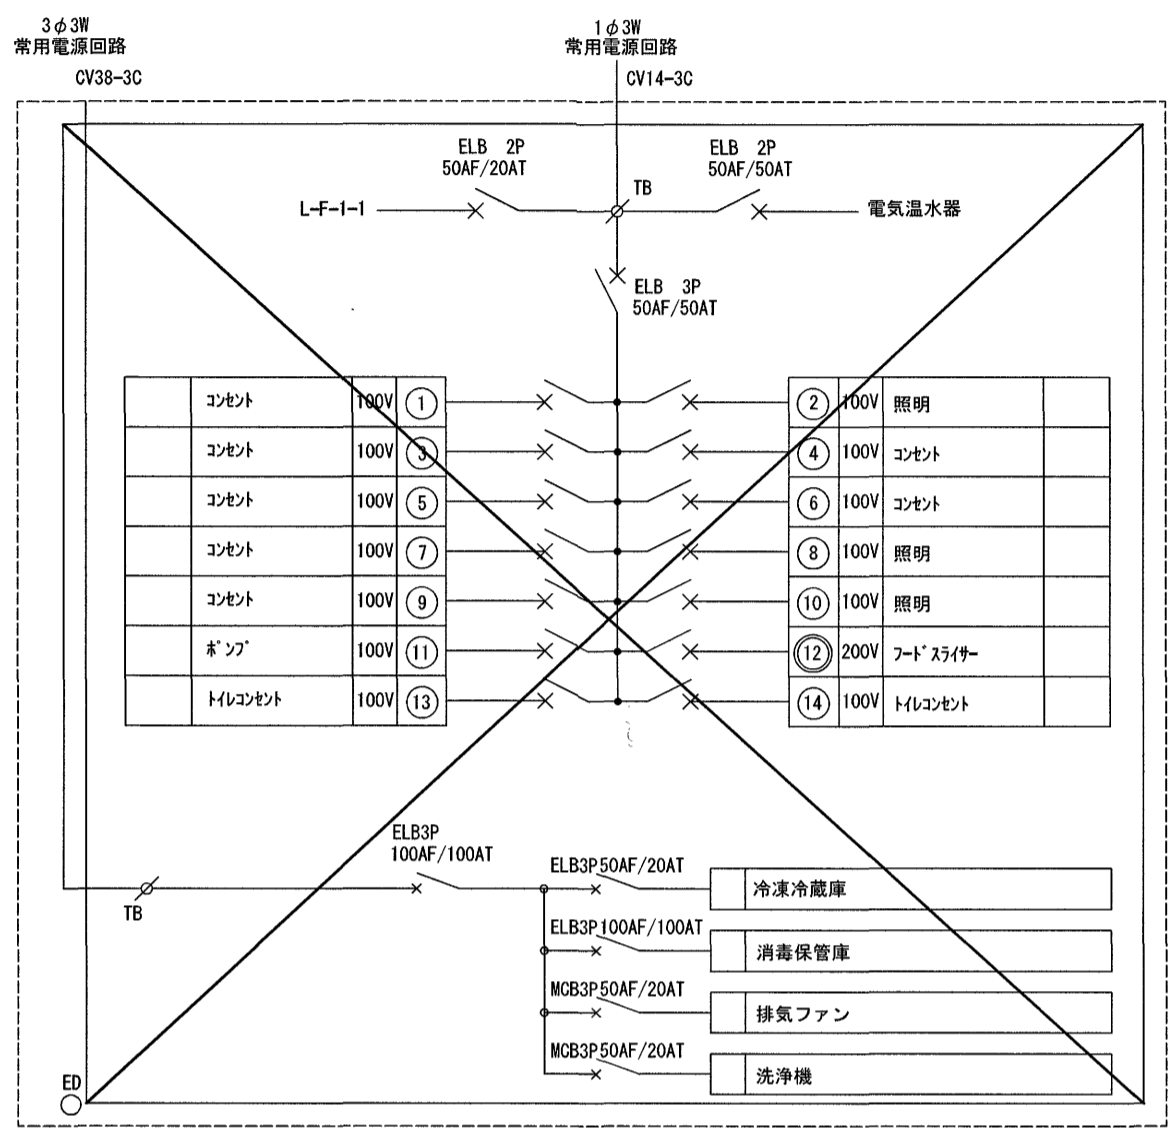 3φ3W
常用電源回路
CV38-3C
1φ3W
常用電源回路
CV14-3C
ELB 2P
50AF/20AT
ELB 2P
50AF/50AT
TB
L-F-1-1
電気温水器
ELB 3P
50AF/50AT
コンセント 100V 1
2 100V 照明
コンセント 100V 3
4 100V コンセント
コンセント 100V 5
6 100V コンセント
コンセント 100V 7
8 100V 照明
コンセント 100V 9
10 100V 照明
ポンプ 100V 11
12 200V フードスライサー
トイレコンセント 100V 13
14 100V トイレコンセント
ELB3P
100AF/100AT
TB
ELB3P50AF/20AT
冷凍冷蔵庫
ELB3P100AF/100AT
消毒保管庫
MCB3P50AF/20AT
排気ファン
MCB3P50AF/20AT
洗浄機
ED